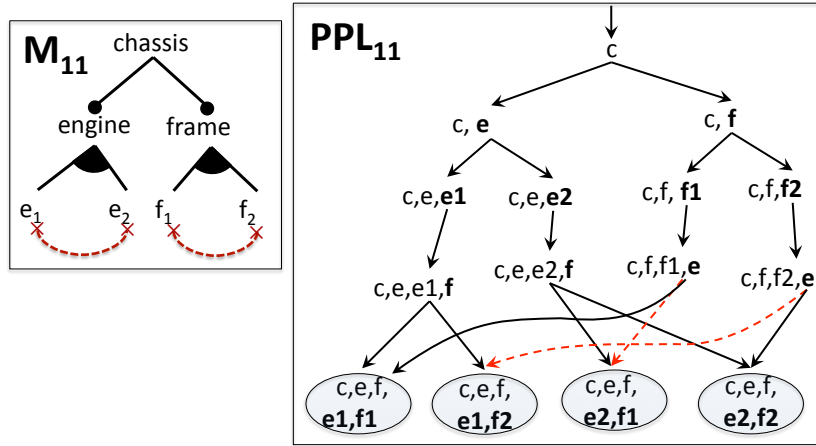 M11
chassis
engine frame
e1 e2 f1 f2
PPL11
c
c, e
c, f
c,e,e1
c,e,e2
c,f, f1
c,f,f2
c,e,e1,f
c,e,e2,f
c,f,f1,e
c,f,f2,e
c,e,f,
e1,f1
c,e,f,
e1,f2
c,e,f,
e2,f1
c,e,f,
e2,f2